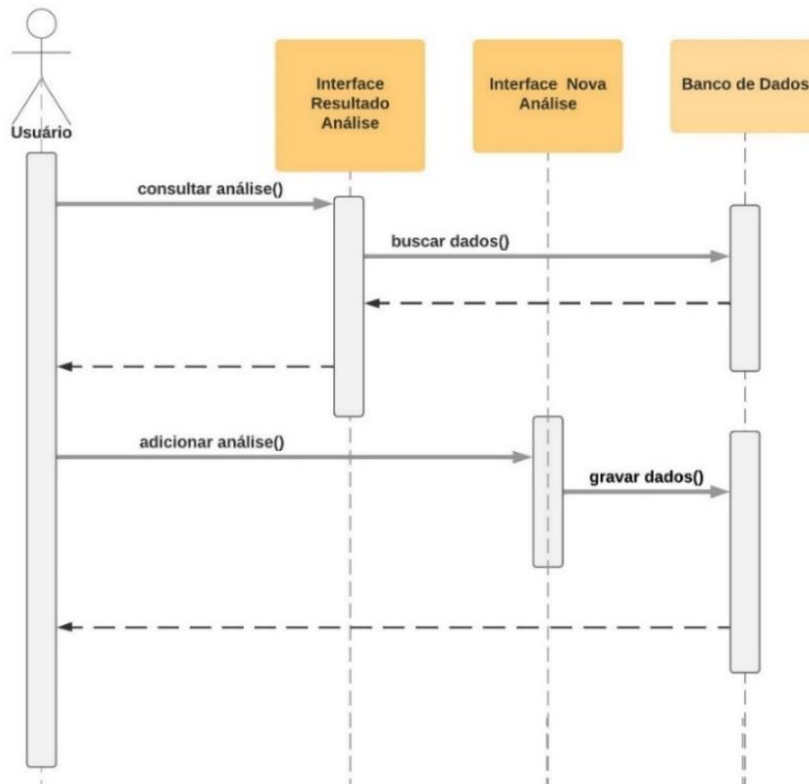 Usuário
Interface
Resultado
Análise
Interface Nova
Análise
Banco de Dados
consultar análise()
buscar dados()
adicionar análise()
gravar dados()